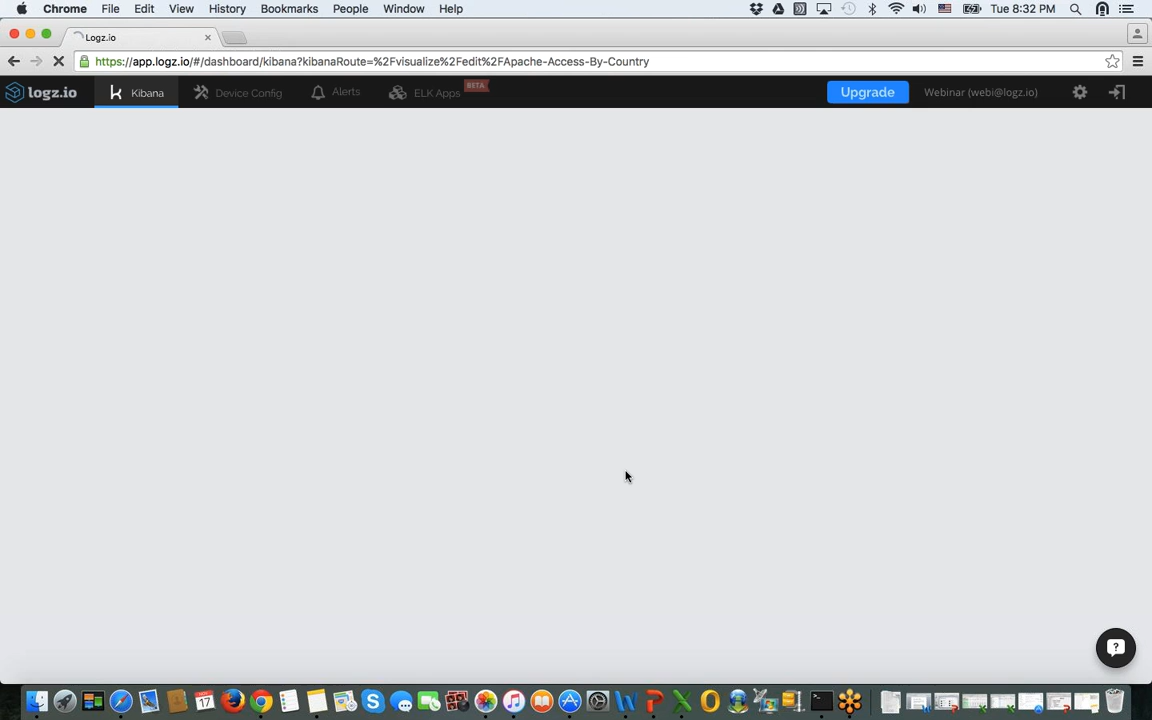 Chrome File Edit View History Bookmarks People Window Help Tue 8:32 PM
Logz.io
https://app.logz.io/#/dashboard/kibana?kibanaRoute=%2Fvisualize%2Fedit%2FApache-Access-By-Country
logz.io Kibana Device Config Alerts ELK Apps BETA Upgrade Webinar (webi@logz.io)
?
17